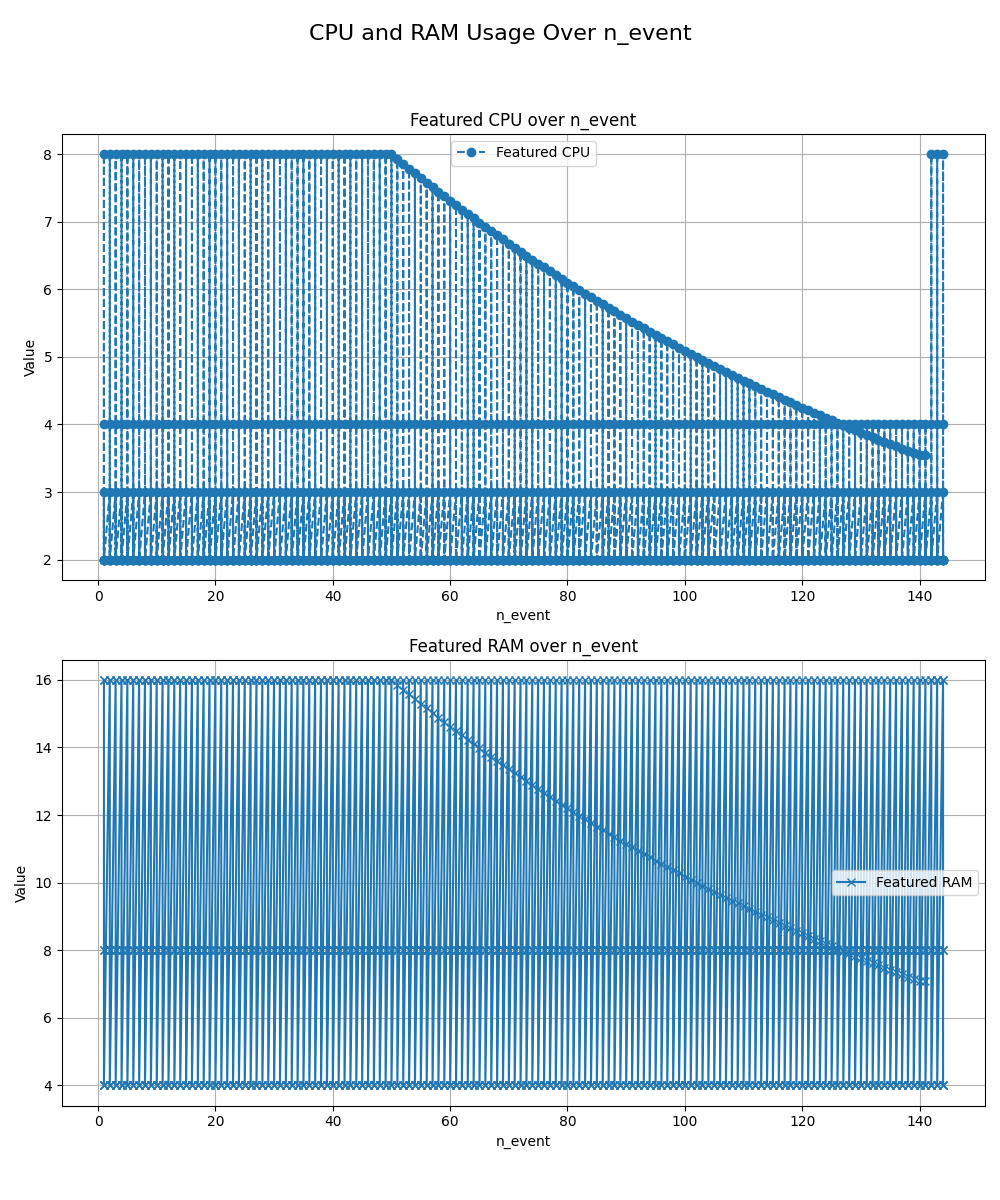 CPU and RAM Usage Over n_event
Featured CPU over n_event
Featured CPU
8
7
6
5
4
3
2
Value
0 20 40 60 80 100 120 140
n_event
Featured RAM over n_event
16
14
12
10
8
6
4
Value
Featured RAM
0 20 40 60 80 100 120 140
n_event